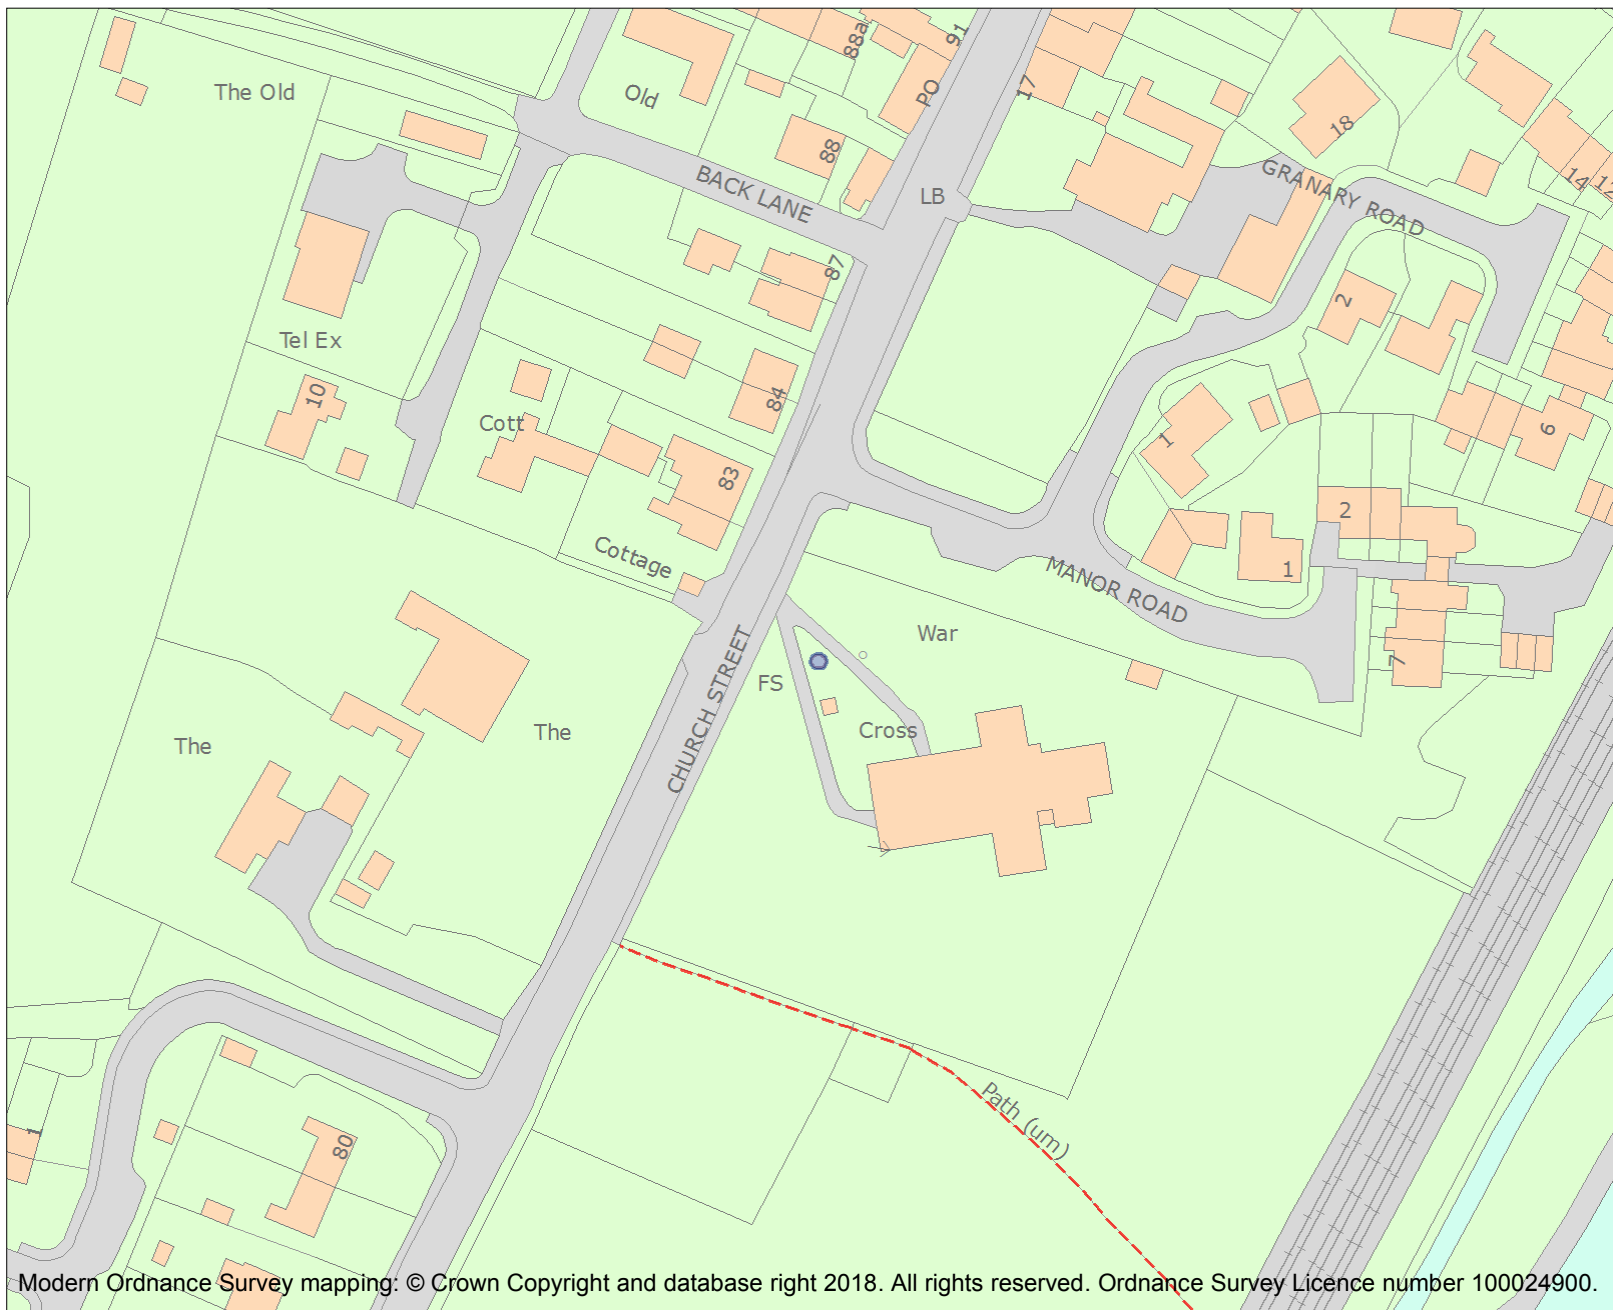 88a
91
The Old
Old
PO
17
18
88
14
12
BACK LANE
LB
GRANARY ROAD
87
2
Tel Ex
10
84
Cott
1
6
83
2
Cottage
1
MANOR ROAD
War
CHURCH STREET
FS
7
The
The
Cross
Path (um)
1
80
Modern Ordnance Survey mapping: © Crown Copyright and database right 2018. All rights reserved. Ordnance Survey Licence number 100024900.